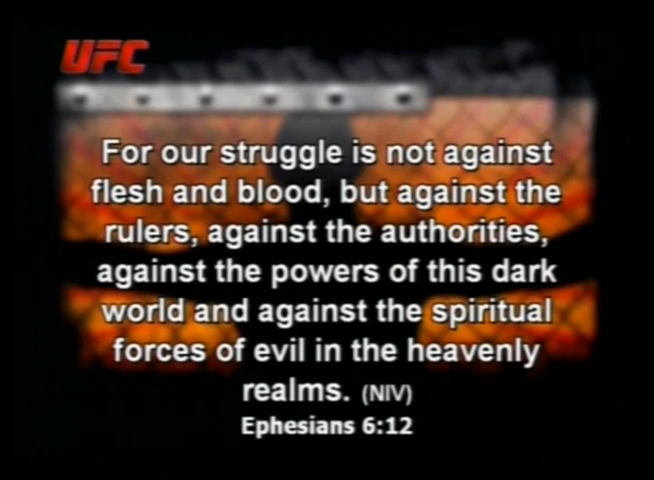 UFC
For our struggle is not against
flesh and blood, but against the
rulers, against the authorities,
against the powers of this dark
world and against the spiritual
forces of evil in the heavenly
realms. (NIV)
Ephesians 6:12